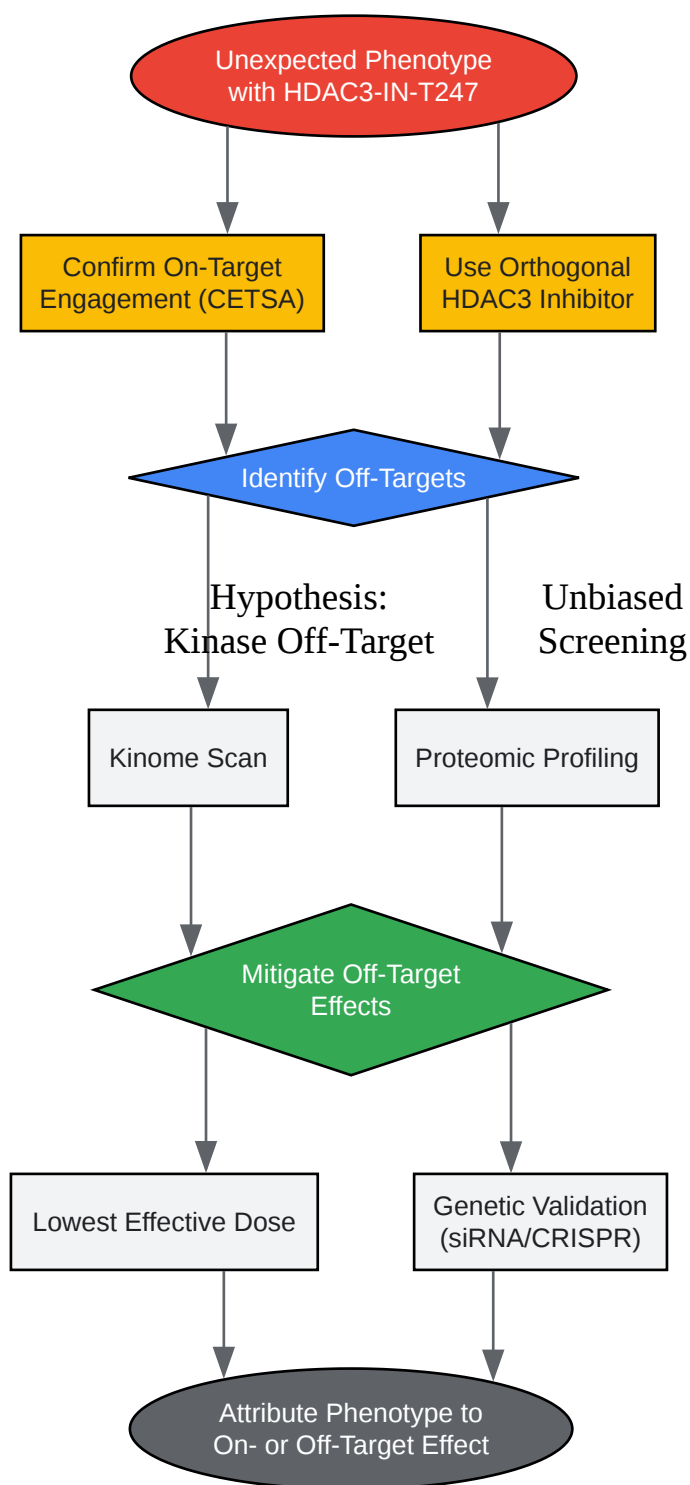 Unexpected Phenotype
with HDAC3-IN-T247
Confirm On-Target
Engagement (CETSA)
Use Orthogonal
HDAC3 Inhibitor
Identify Off-Targets
Hypothesis:
Kinase Off-Target
Unbiased
Screening
Kinome Scan
Proteomic Profiling
Mitigate Off-Target
Effects
Lowest Effective Dose
Genetic Validation
(siRNA/CRISPR)
Attribute Phenotype to
On- or Off-Target Effect